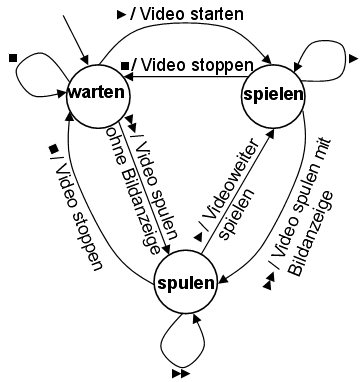 ▶ / Video starten
■ / Video stoppen
■
▶
warten
spielen
▶▶ / Video spulen
ohne Bildanzeige
▶ / Videoweiter
spielen
▶▶ / Video spulen mit
Bildanzeige
■ / Video stoppen
spulen
▶▶